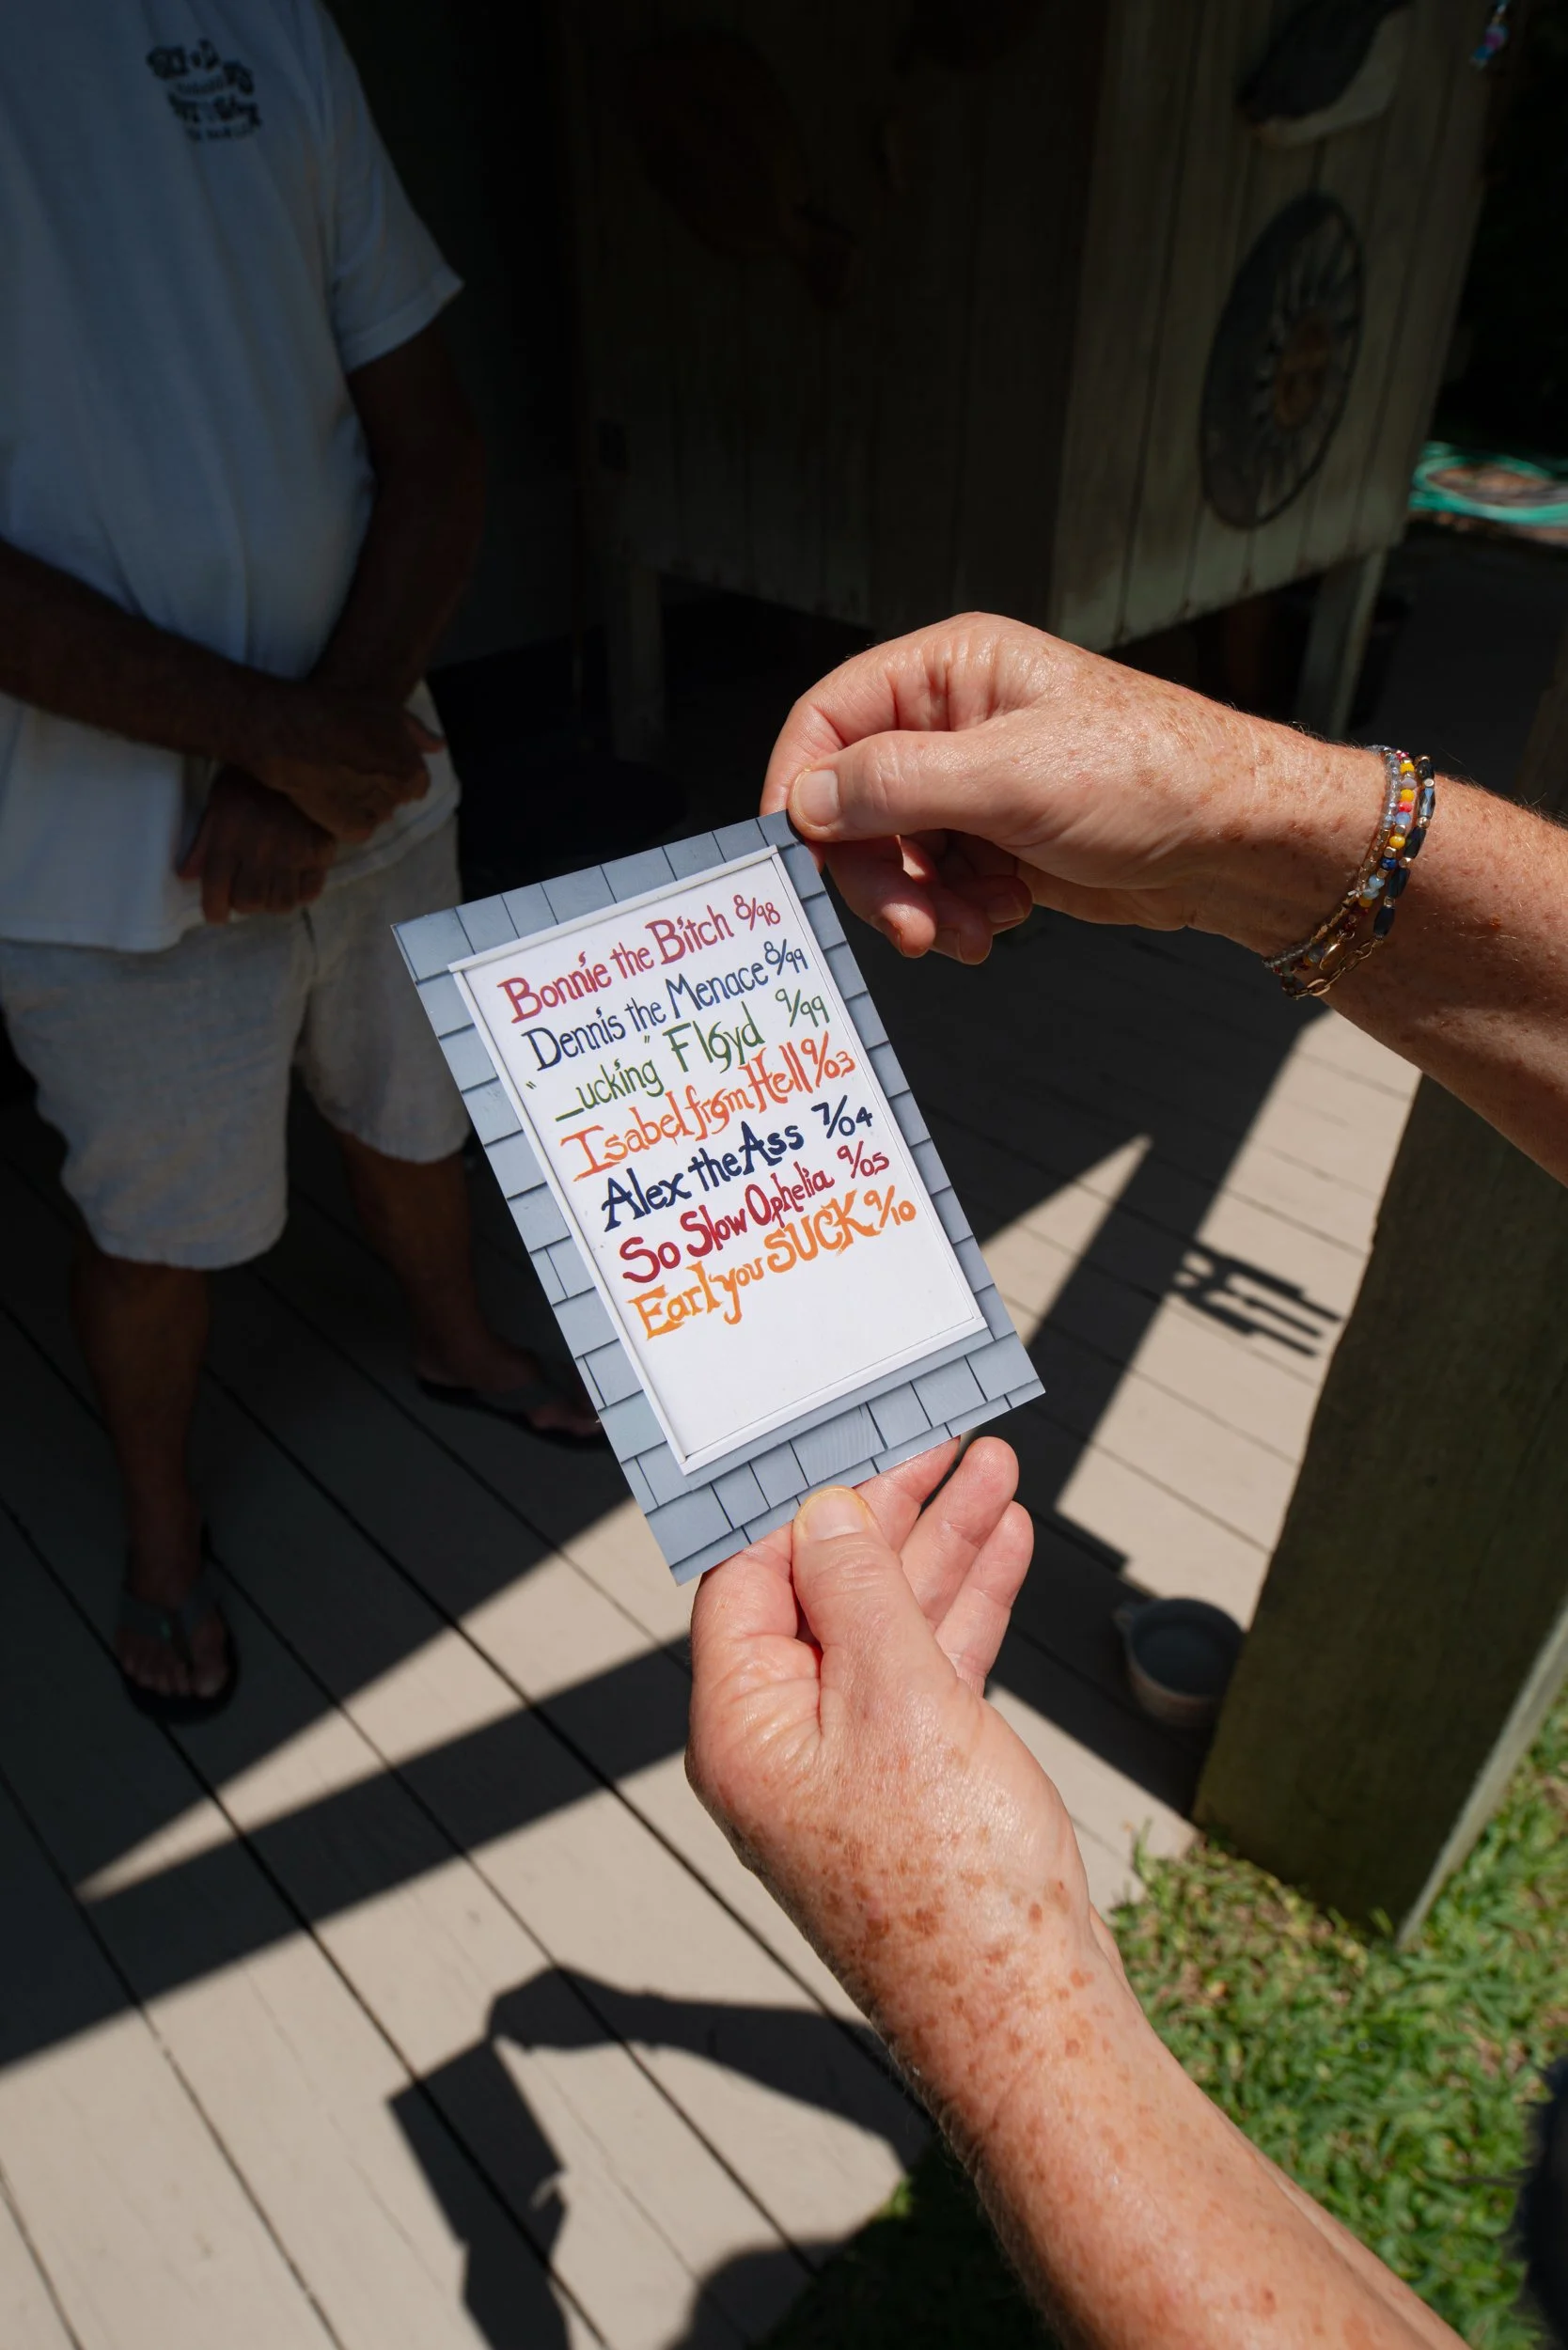 Bonnie the Bitch 8/98
Dennis the Menace 8/99
"_ucking" Floyd 9/99
Isabel from Hell 9/03
Alex the Ass 7/04
So Slow Ophelia 9/05
Earl you SUCK 9/10